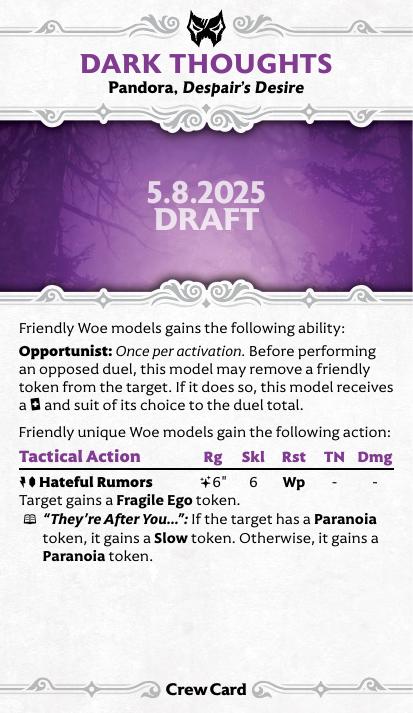 DARK THOUGHTS
Pandora, Despair's Desire
5.8.2025
DRAFT
Friendly Woe models gains the following ability:
Opportunist: Once per activation. Before performing
an opposed duel, this model may remove a friendly
token from the target. If it does so, this model receives
a and suit of its choice to the duel total.
Friendly unique Woe models gain the following action:
Tactical Action Rg Skl Rst TN Dmg
Hateful Rumors 6" 6 Wp - -
Target gains a Fragile Ego token.
“They’re After You...”: If the target has a Paranoia
token, it gains a Slow token. Otherwise, it gains a
Paranoia token.
Crew Card